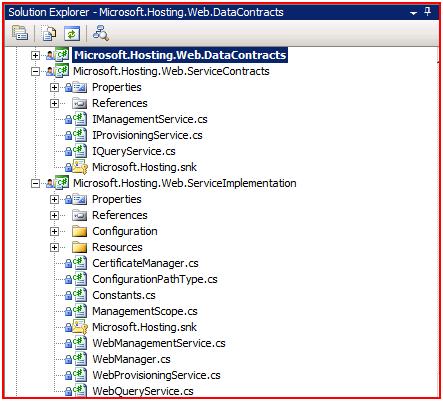 Solution Explorer - Microsoft.Hosting.Web.DataContracts
Microsoft.Hosting.Web.DataContracts
Microsoft.Hosting.Web.ServiceContracts
Properties
References
IManagementService.cs
IProvisioningService.cs
IQueryService.cs
Microsoft.Hosting.snk
Microsoft.Hosting.Web.ServiceImplementation
Properties
References
Configuration
Resources
CertificateManager.cs
ConfigurationPathType.cs
Constants.cs
ManagementScope.cs
Microsoft.Hosting.snk
WebManagementService.cs
WebManager.cs
WebProvisioningService.cs
WebQueryService.cs